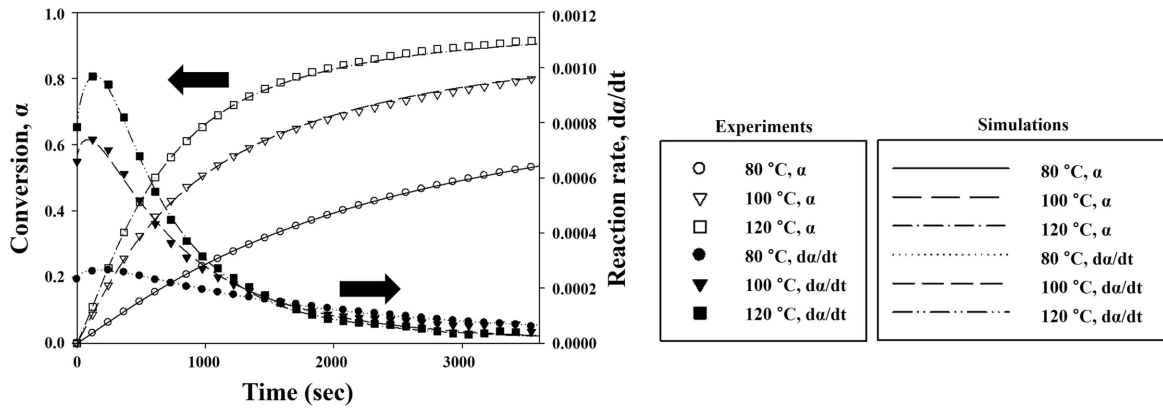 Conversion, α
1.0
0.8
0.6
0.4
0.2
0.0
0
1000
2000
3000
Time (sec)
0.0012
0.0010
0.0008
0.0006
0.0004
0.0002
0.0000
Reaction rate, dα/dt
Experiments
80 °C, α
100 °C, α
120 °C, α
80 °C, dα/dt
100 °C, dα/dt
120 °C, dα/dt
Simulations
80 °C, α
100 °C, α
120 °C, α
80 °C, dα/dt
100 °C, dα/dt
120 °C, dα/dt